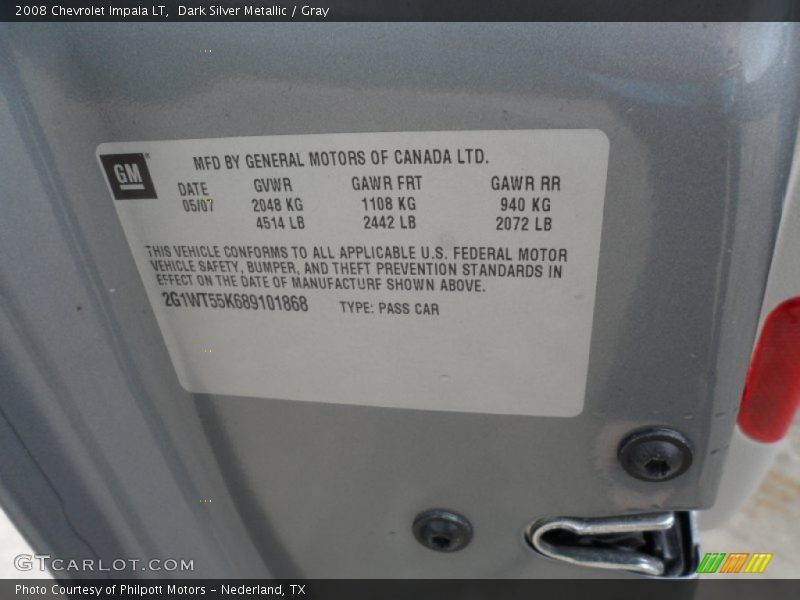 2008 Chevrolet Impala LT,  Dark Silver Metallic / Gray
GM
MFD BY GENERAL MOTORS OF CANADA LTD.
DATE GVWR GAWR FRT GAWR RR
05/07 2048 KG 1108 KG 940 KG
4514 LB 2442 LB 2072 LB
THIS VEHICLE CONFORMS TO ALL APPLICABLE U.S. FEDERAL MOTOR
VEHICLE SAFETY, BUMPER, AND THEFT PREVENTION STANDARDS IN
EFFECT ON THE DATE OF MANUFACTURE SHOWN ABOVE.
2G1WT55K689101868 TYPE: PASS CAR
GTCARLOT.COM
Photo Courtesy of Philpott Motors - Nederland, TX